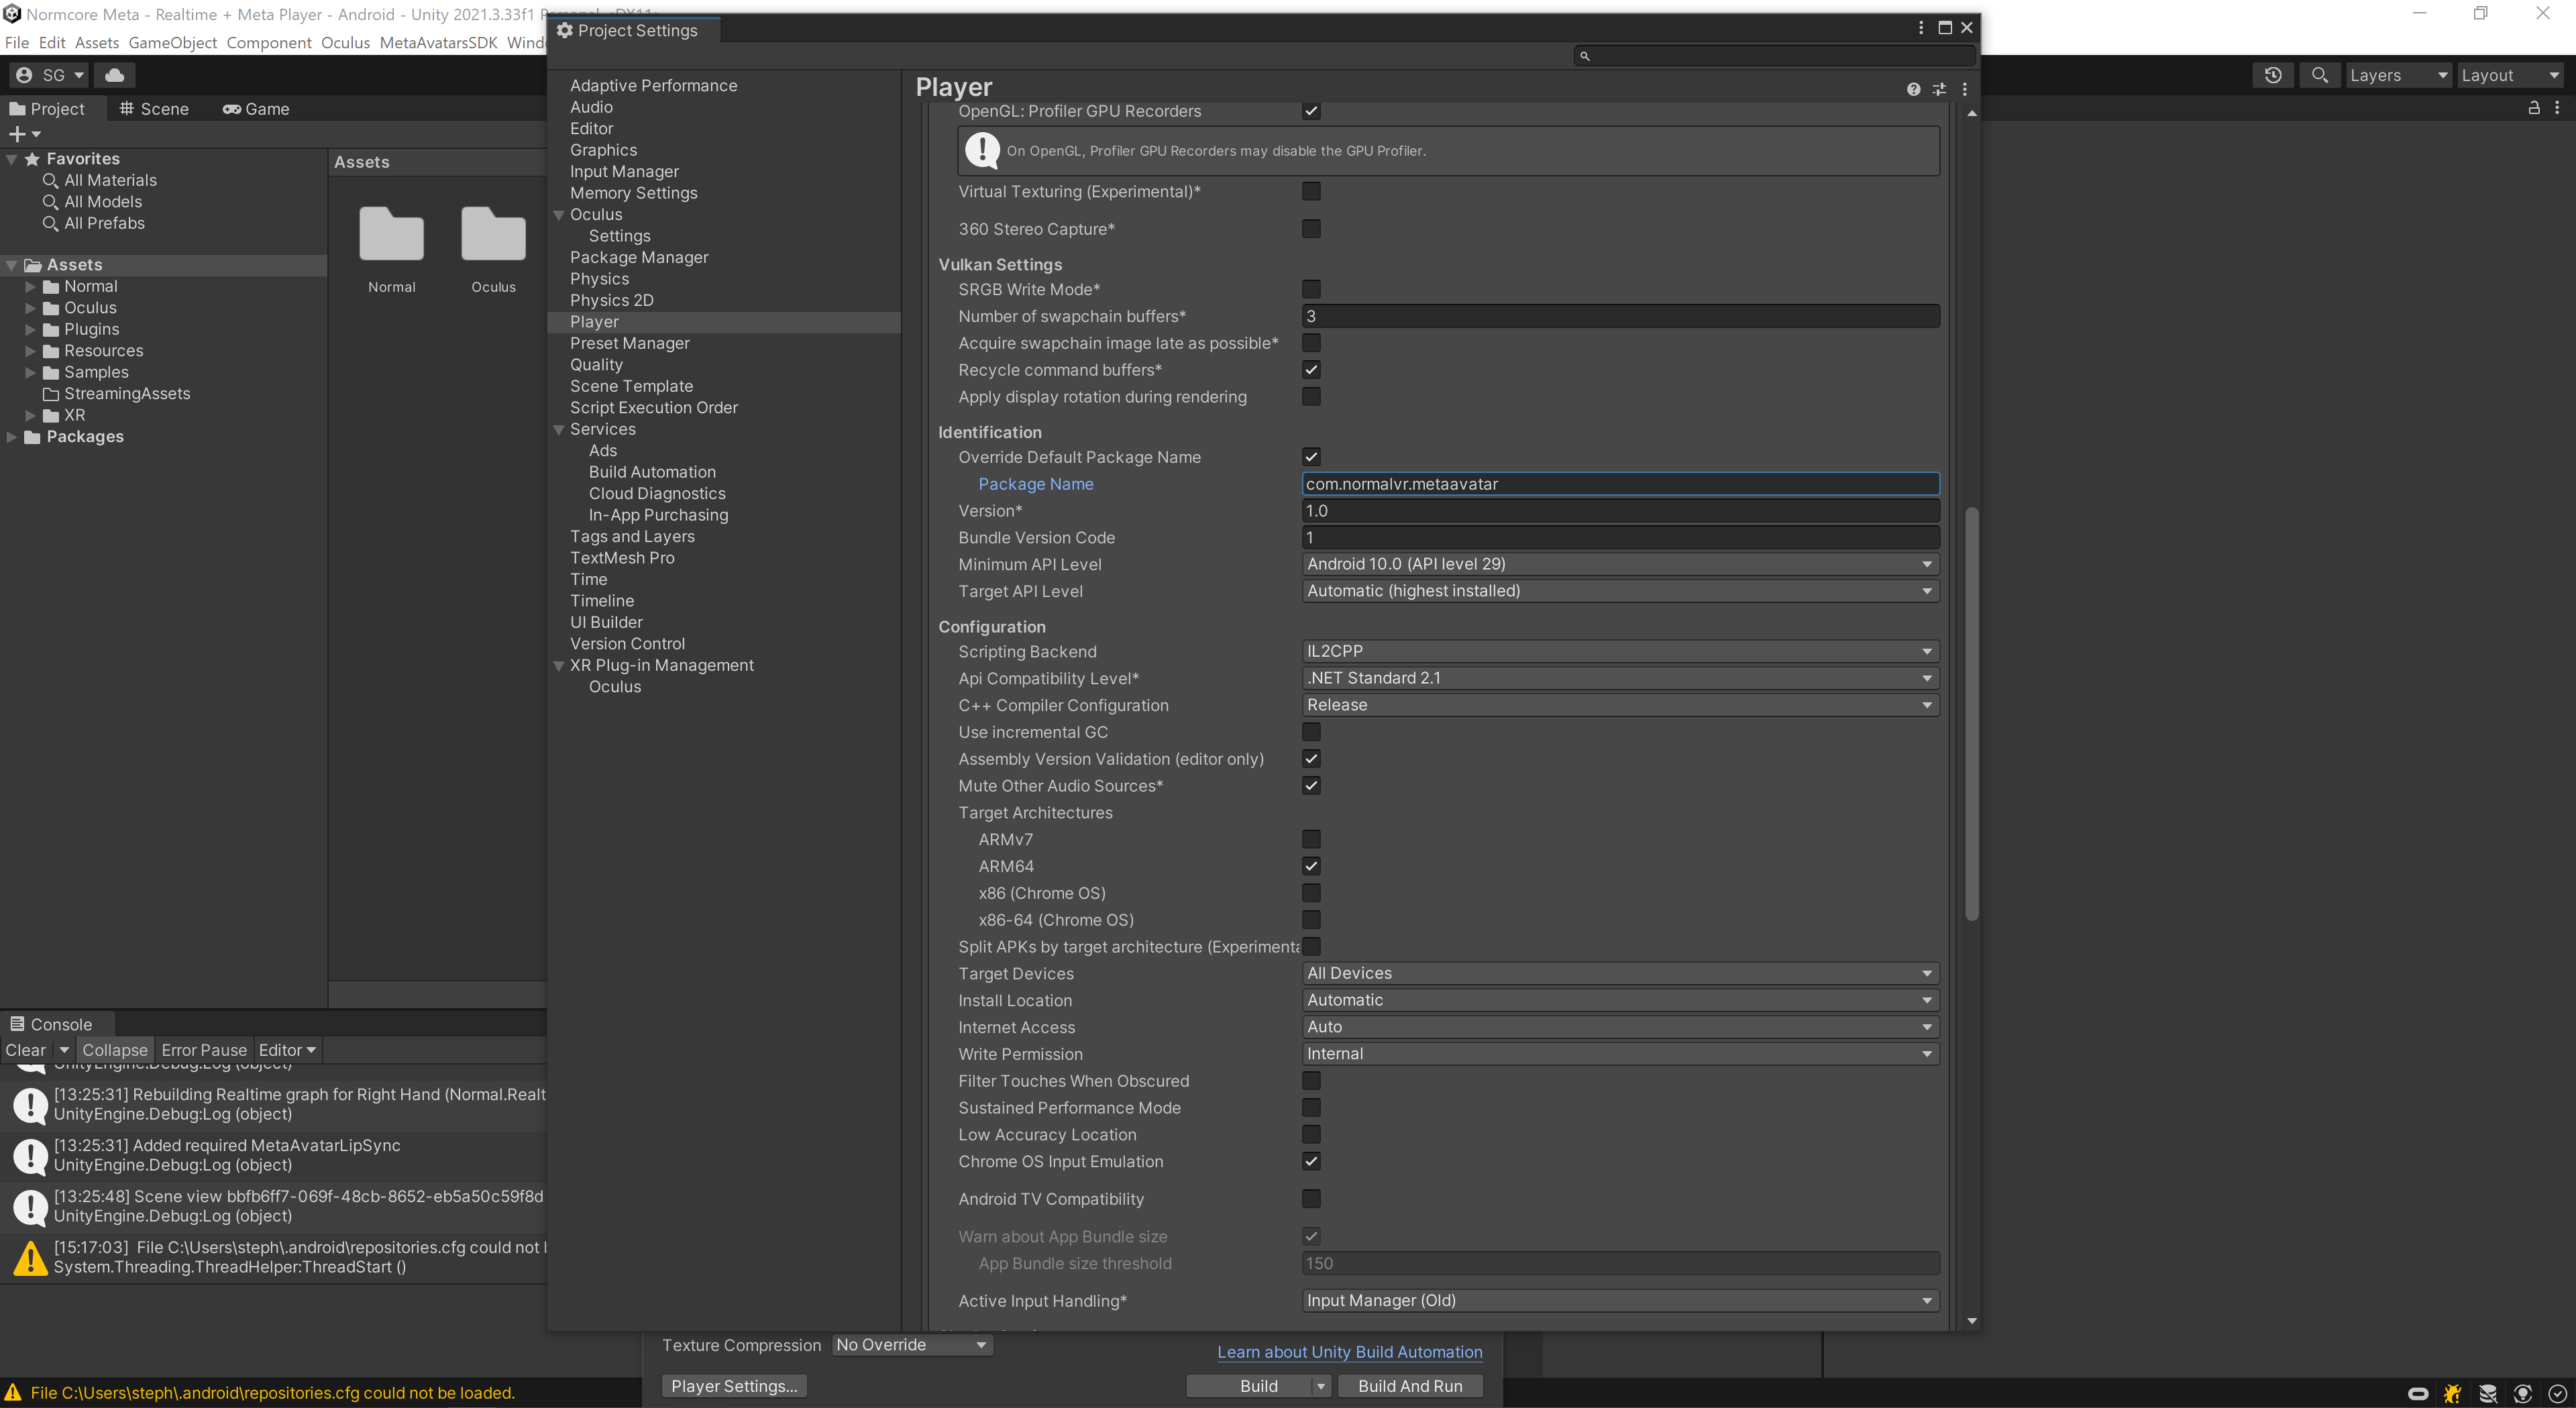 Normcore Meta - Realtime + Meta Player - Android - Unity 2021.3.33f1 Personal <DX11>
File Edit Assets GameObject Component Oculus MetaAvatarsSDK Wind
SG
Layers
Layout
Project
Scene
Game
Favorites
All Materials
All Models
All Prefabs
Assets
Normal
Oculus
Plugins
Resources
Samples
StreamingAssets
XR
Packages
Assets
Normal
Oculus
Project Settings
Adaptive Performance
Audio
Editor
Graphics
Input Manager
Memory Settings
Oculus
Settings
Package Manager
Physics
Physics 2D
Player
Preset Manager
Quality
Scene Template
Script Execution Order
Services
Ads
Build Automation
Cloud Diagnostics
In-App Purchasing
Tags and Layers
TextMesh Pro
Time
Timeline
UI Builder
Version Control
XR Plug-in Management
Oculus
Player
OpenGL: Profiler GPU Recorders
On OpenGL, Profiler GPU Recorders may disable the GPU Profiler.
Virtual Texturing (Experimental)*
360 Stereo Capture*
Vulkan Settings
SRGB Write Mode*
Number of swapchain buffers* 3
Acquire swapchain image late as possible*
Recycle command buffers*
Apply display rotation during rendering
Identification
Override Default Package Name
Package Name com.normalvr.metaavatar
Version* 1.0
Bundle Version Code 1
Minimum API Level Android 10.0 (API level 29)
Target API Level Automatic (highest installed)
Configuration
Scripting Backend IL2CPP
Api Compatibility Level* .NET Standard 2.1
C++ Compiler Configuration Release
Use incremental GC
Assembly Version Validation (editor only)
Mute Other Audio Sources*
Target Architectures
ARMv7
ARM64
x86 (Chrome OS)
x86-64 (Chrome OS)
Split APKs by target architecture (Experimenta
Target Devices All Devices
Install Location Automatic
Internet Access Auto
Write Permission Internal
Filter Touches When Obscured
Sustained Performance Mode
Low Accuracy Location
Chrome OS Input Emulation
Android TV Compatibility
Warn about App Bundle size
App Bundle size threshold 150
Active Input Handling* Input Manager (Old)
Console
Clear Collapse Error Pause Editor
UnityEngine.Debug:Log (object)
[13:25:31] Rebuilding Realtime graph for Right Hand (Normal.Realt
UnityEngine.Debug:Log (object)
[13:25:31] Added required MetaAvatarLipSync
UnityEngine.Debug:Log (object)
[13:25:48] Scene view bbfb6ff7-069f-48cb-8652-eb5a50c59f8d
UnityEngine.Debug:Log (object)
[15:17:03] File C:\Users\steph\.android\repositories.cfg could not
System.Threading.ThreadHelper:ThreadStart ()
Texture Compression No Override
Learn about Unity Build Automation
Player Settings...
Build
Build And Run
File C:\Users\steph\.android\repositories.cfg could not be loaded.